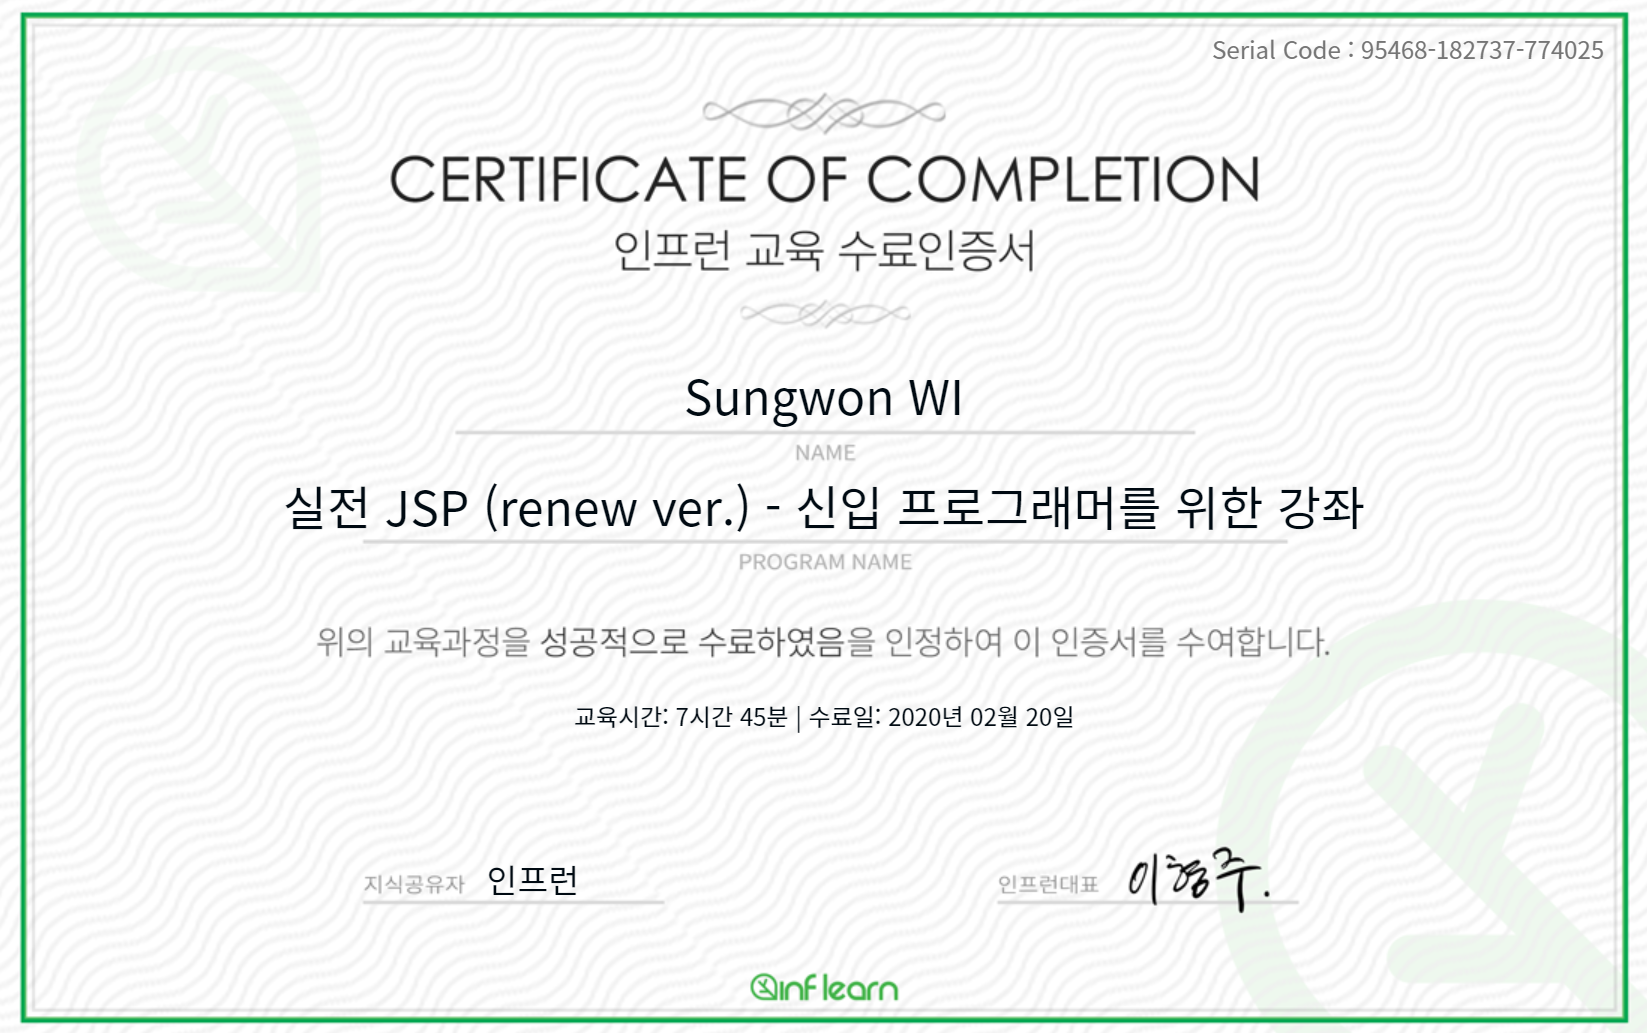 Serial Code : 95468-182737-774025
CERTIFICATE OF COMPLETION
인프런 교육 수료인증서
Sungwon WI
NAME
실전 JSP (renew ver.) - 신입 프로그래머를 위한 강좌
PROGRAM NAME
위의 교육과정을 성공적으로 수료하였음을 인정하여 이 인증서를 수여합니다.
교육시간: 7시간 45분 | 수료일: 2020년 02월 20일
지식공유자 인프런
인프런대표 이형주.
inflearn